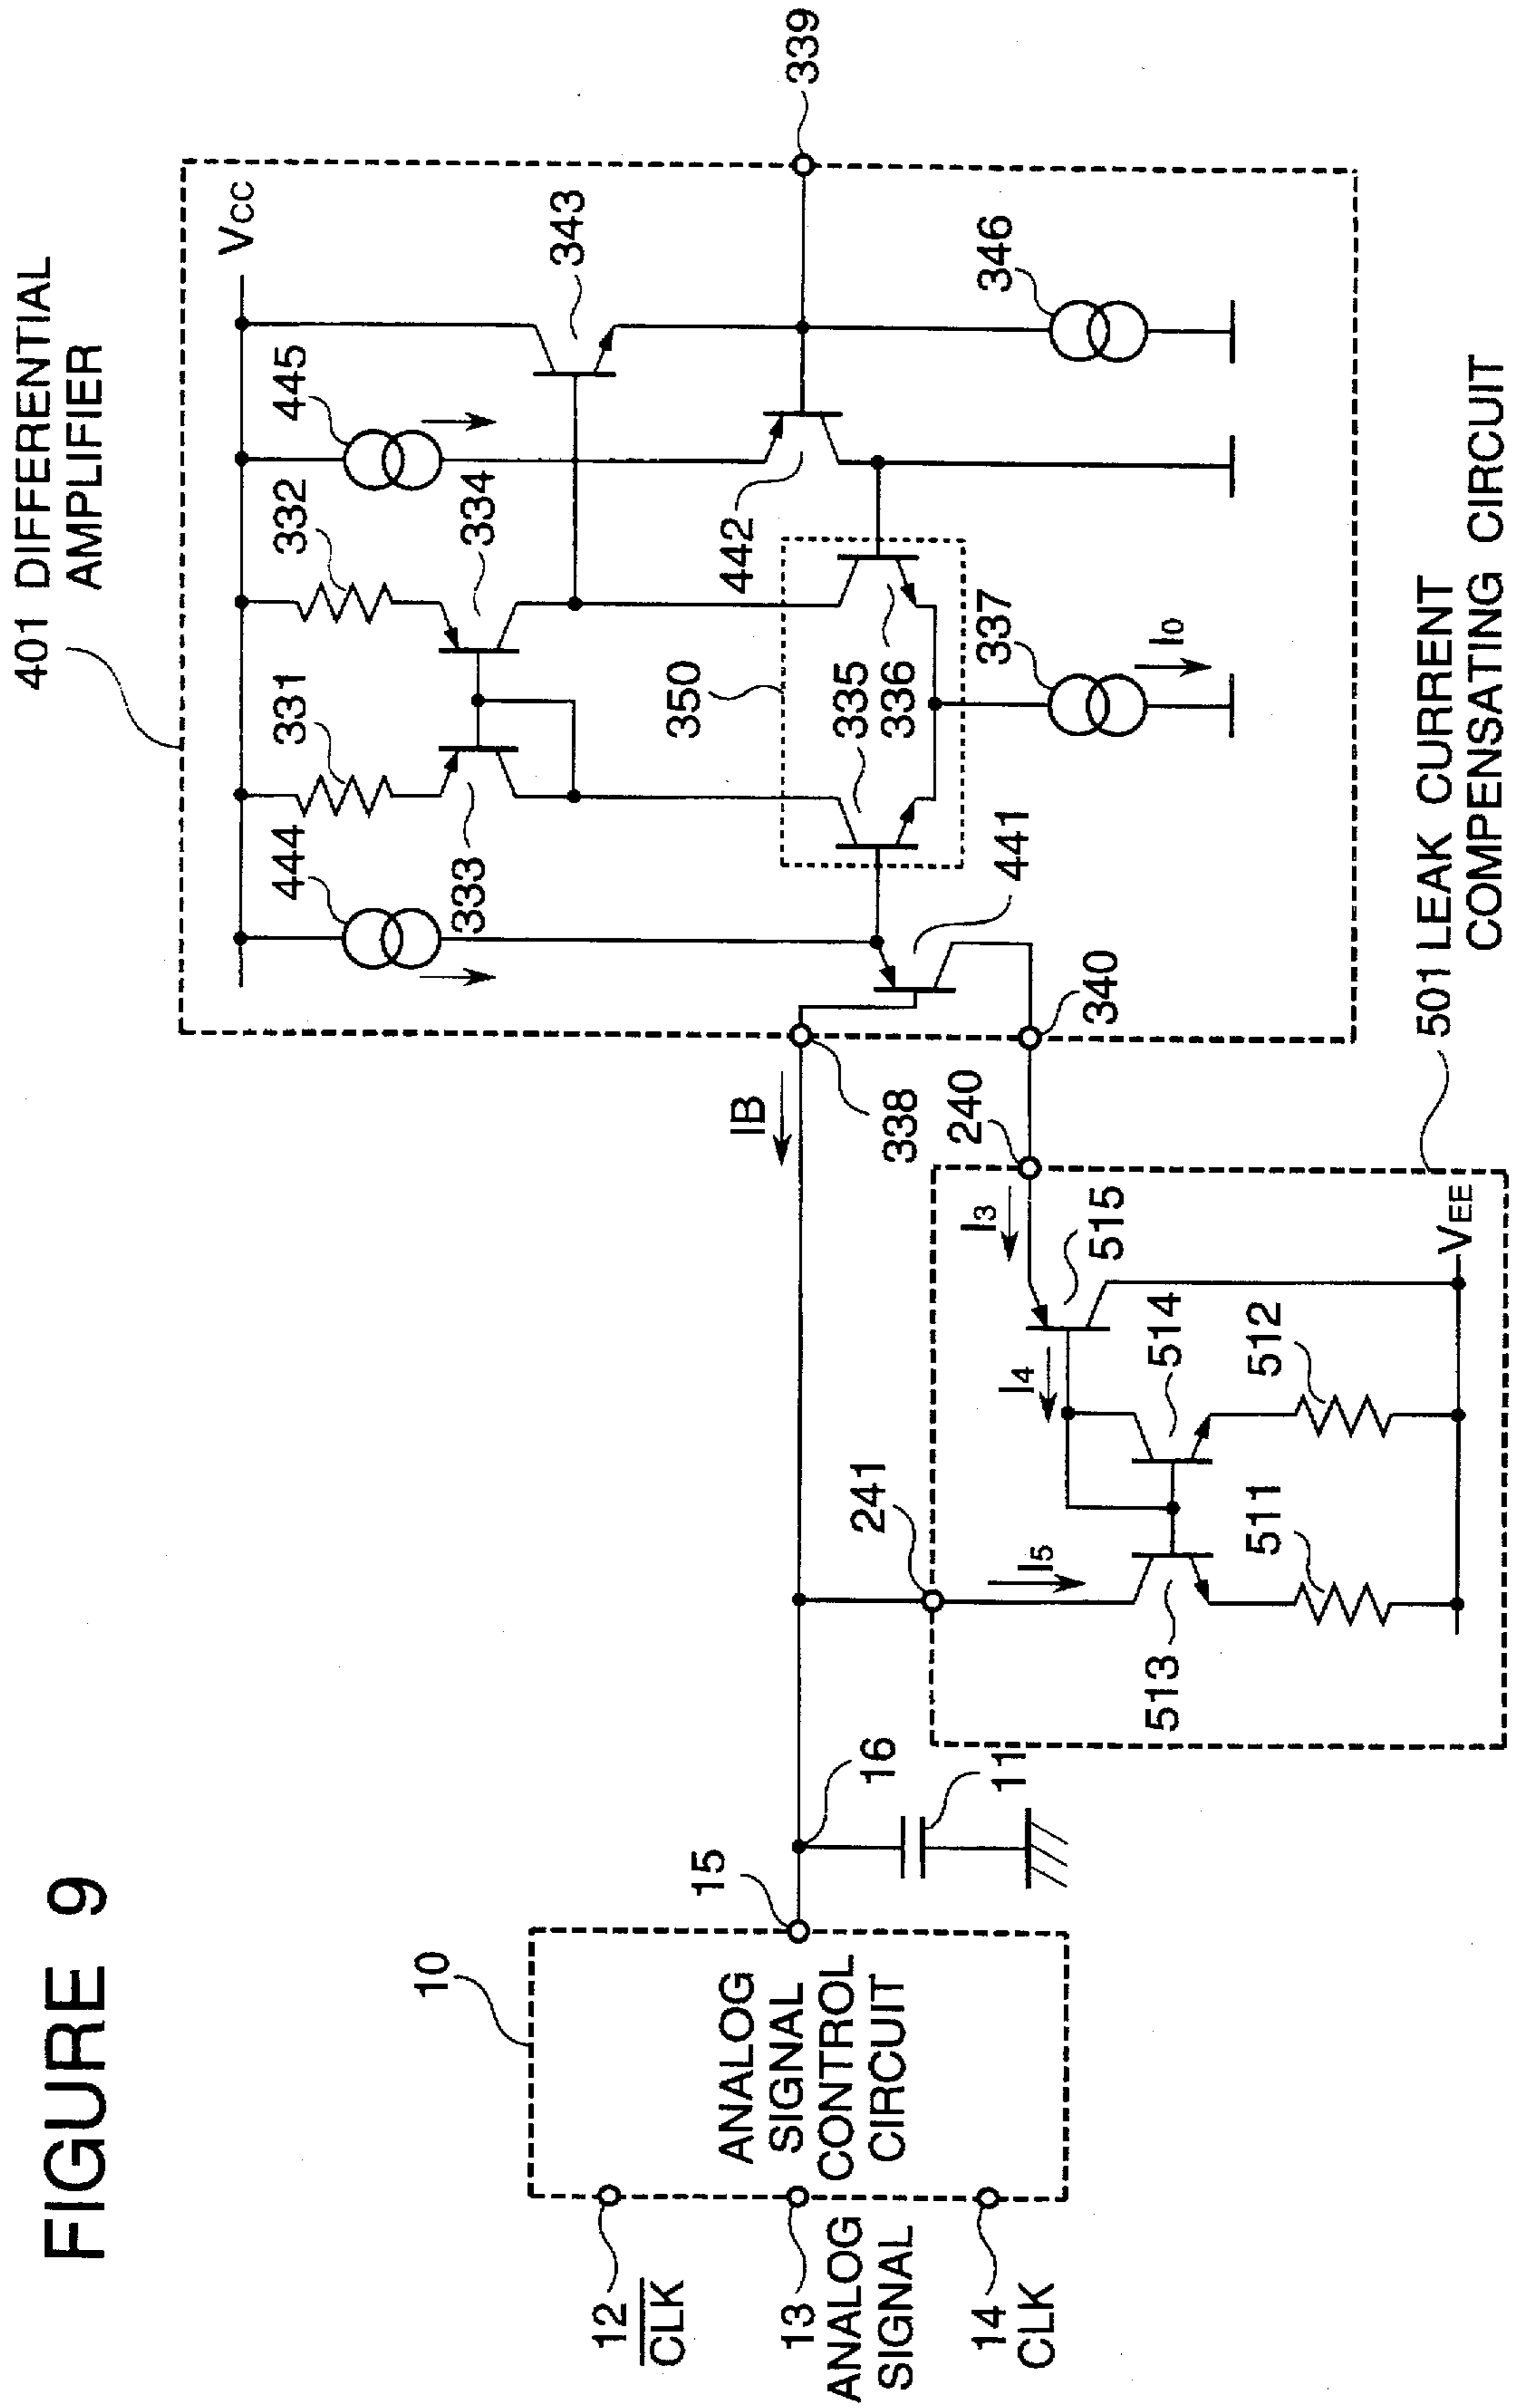 FIGURE 9
401 DIFFERENTIAL
AMPLIFIER
VCC
444
331
332
445
333
334
343
350
335
336
442
441
337
I0
346
339
IB
338
340
240
I3
515
I4
514
512
241
I5
513
511
VEE
501 LEAK CURRENT
COMPENSATING CIRCUIT
16
11
15
10
ANALOG
SIGNAL
CONTROL
CIRCUIT
12
CLK
13
ANALOG
SIGNAL
14
CLK